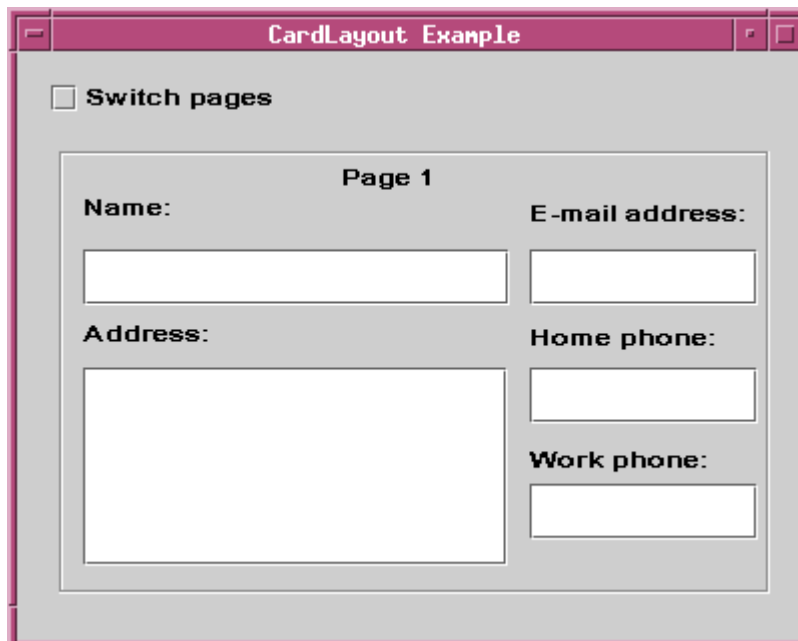 CardLayout Example
Switch pages
Page 1
Name:
E-mail address:
Address:
Home phone:
Work phone: